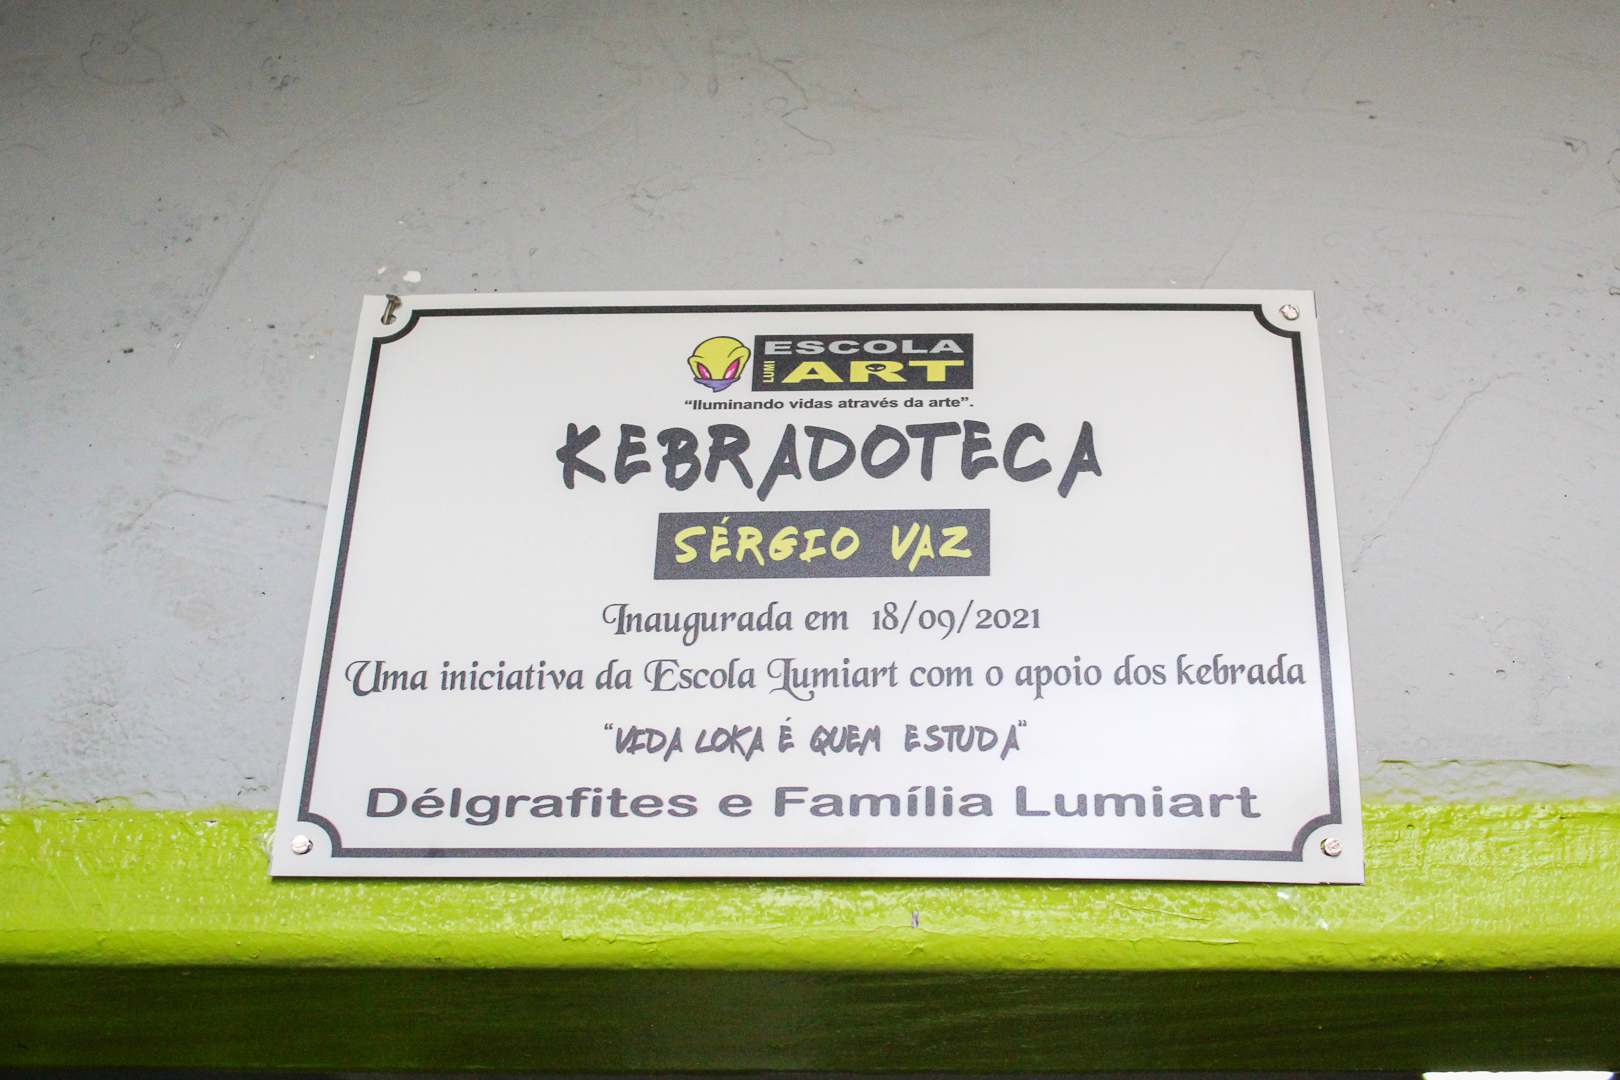 ESCOLA
LUMI ART
“Iluminando vidas através da arte”.
KEBRADOTECA
SÉRGIO VAZ
Inaugurada em 18/09/2021
Uma iniciativa da Escola Lumiart com o apoio dos kebrada
“VIDA LOKA É QUEM ESTUDA”
Délgrafites e Família Lumiart